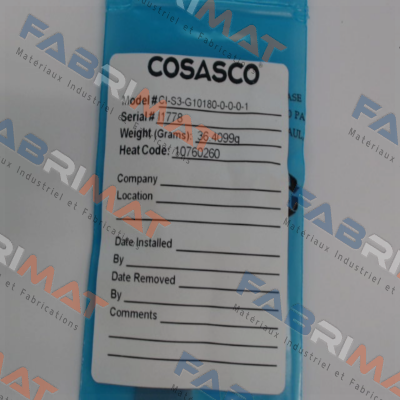 COSASCO
Model # CI-S3-G10180-0-0-0-1
Serial # I1778
Weight (Grams): 36.4099g
Heat Code: 10760260
Company
Location
Date Installed
By
Date Removed
By
Comments
FABRIMAT
Materiaux Industriel et Fabrications